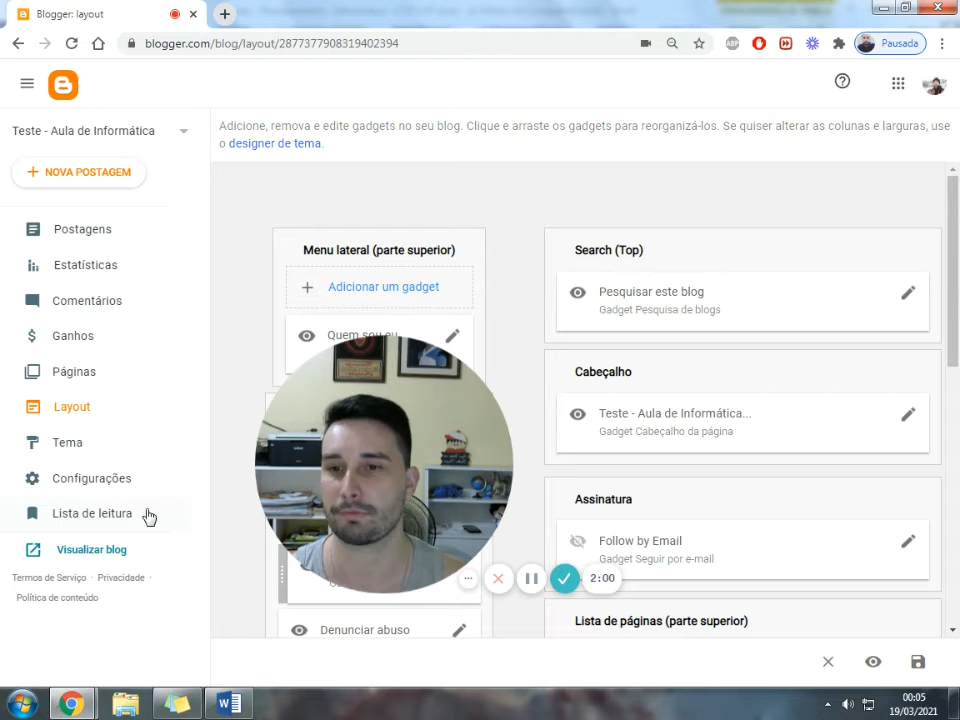 Blogger: layout
blogger.com/blog/layout/2877377908319402394
ABP
Pausada
Teste - Aula de Informática
NOVA POSTAGEM
Postagens
Estatísticas
Comentários
Ganhos
Páginas
Layout
Tema
Configurações
Lista de leitura
Visualizar blog
Termos de Serviço · Privacidade ·
Política de conteúdo
Adicione, remova e edite gadgets no seu blog. Clique e arraste os gadgets para reorganizá-los. Se quiser alterar as colunas e larguras, use
o designer de tema.
Menu lateral (parte superior)
Adicionar um gadget
Quem sou eu
Denunciar abuso
Search (Top)
Pesquisar este blog
Gadget Pesquisa de blogs
Cabeçalho
Teste - Aula de Informática...
Gadget Cabeçalho da página
Assinatura
Follow by Email
Gadget Seguir por e-mail
Lista de páginas (parte superior)
2:00
00:05
19/03/2021